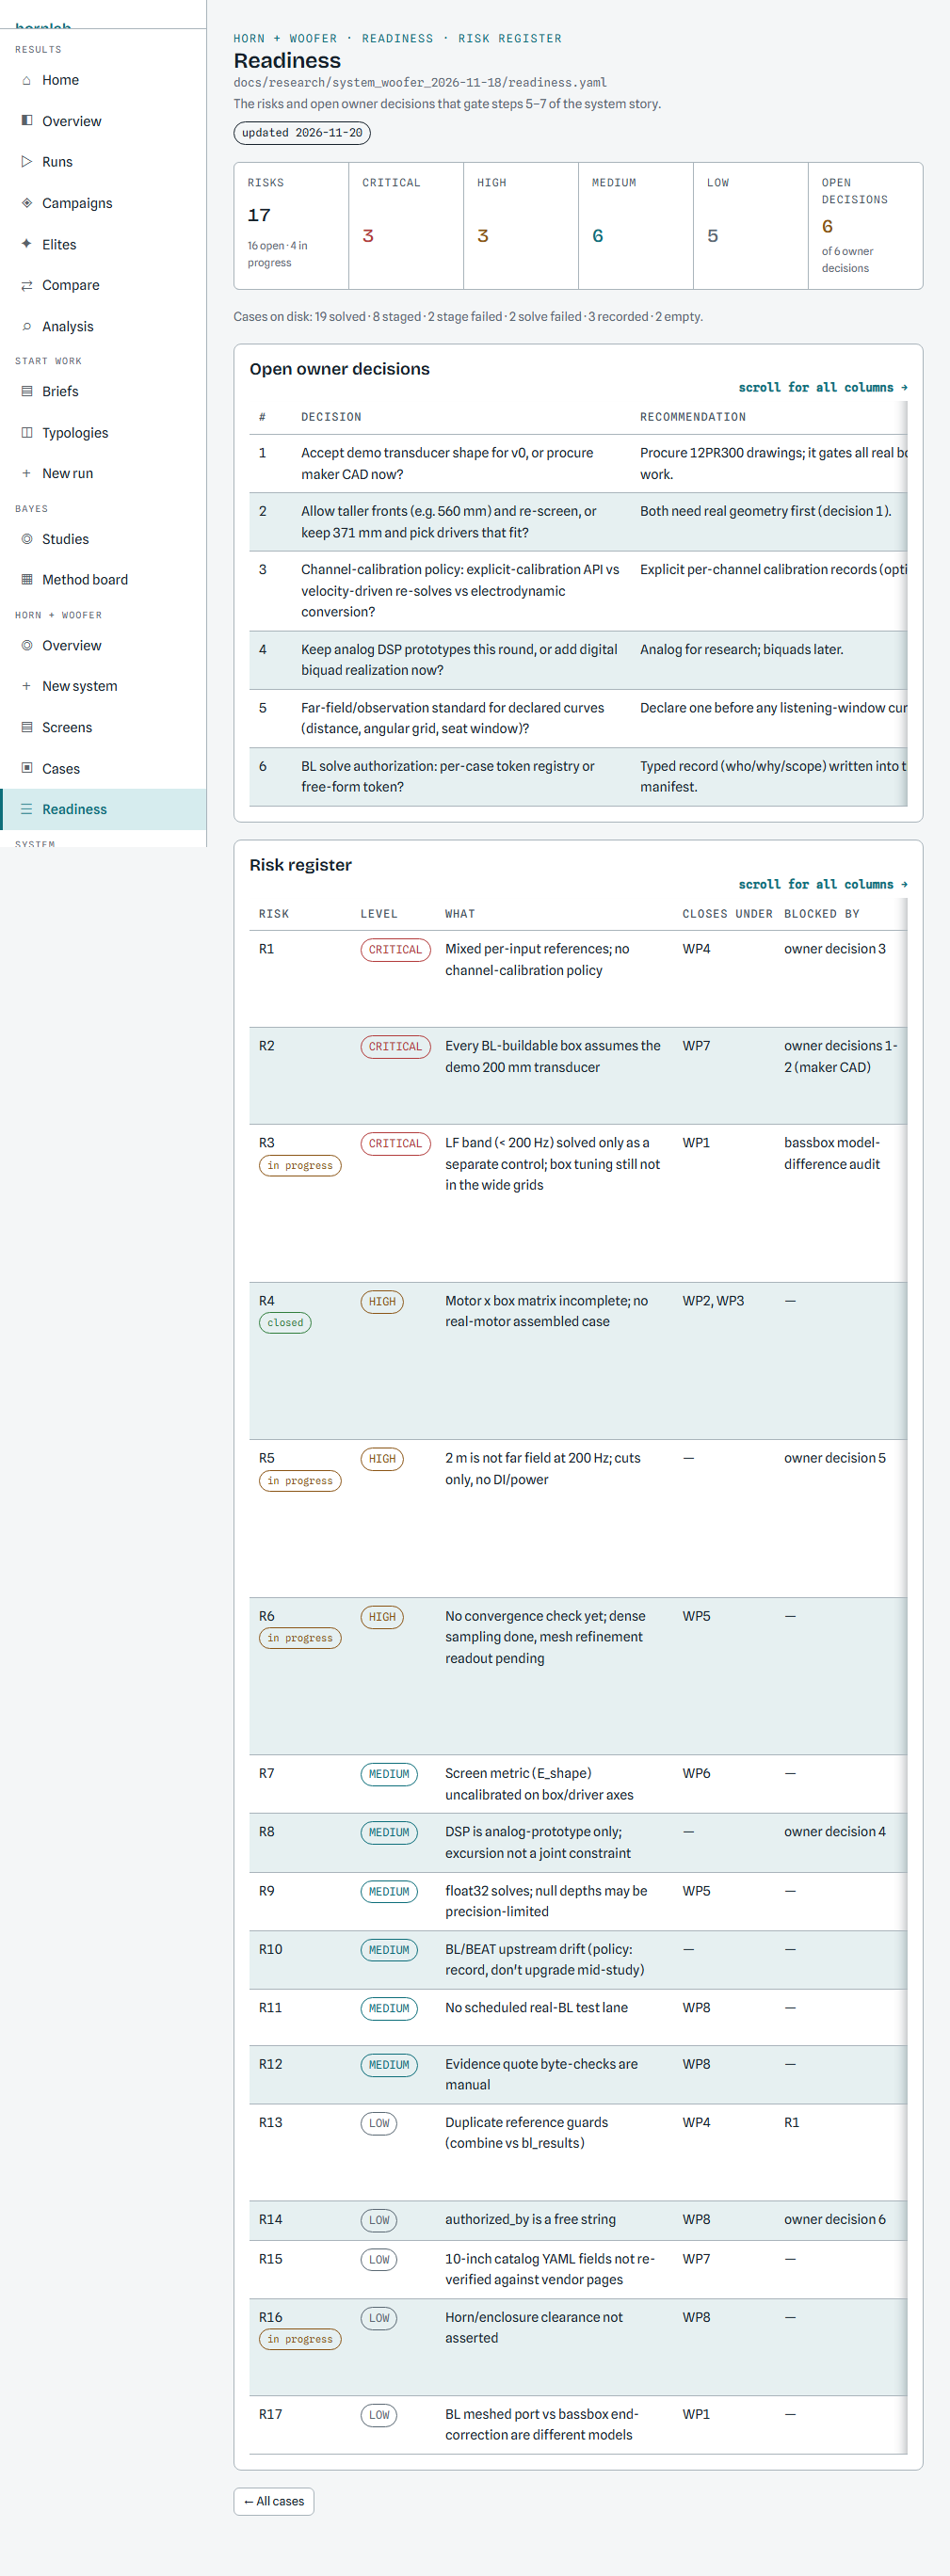 RESULTS
Home
Overview
Runs
Campaigns
Elites
Compare
Analysis
START WORK
Briefs
Typologies
New run
BAYES
Studies
Method board
HORN + WOOFER
Overview
New system
Screens
Cases
Readiness
SYSTEM
HORN + WOOFER · READINESS · RISK REGISTER
Readiness
docs/research/system_woofer_2026-11-18/readiness.yaml
The risks and open owner decisions that gate steps 5–7 of the system story.
updated 2026-11-20
RISKS
17
16 open · 4 in
progress
CRITICAL
3
HIGH
3
MEDIUM
6
LOW
5
OPEN
DECISIONS
6
of 6 owner
decisions
Cases on disk: 19 solved · 8 staged · 2 stage failed · 2 solve failed · 3 recorded · 2 empty.
Open owner decisions
scroll for all columns →
# DECISION RECOMMENDATION
1 Accept demo transducer shape for v0, or procure Procure 12PR300 drawings; it gates all real
maker CAD now? work.
2 Allow taller fronts (e.g. 560 mm) and re-screen, or Both need real geometry first (decision 1).
keep 371 mm and pick drivers that fit?
3 Channel-calibration policy: explicit-calibration API vs Explicit per-channel calibration records
velocity-driven re-solves vs electrodynamic
conversion?
4 Keep analog DSP prototypes this round, or add digital Analog for research; biquads later.
biquad realization now?
5 Far-field/observation standard for declared curves Declare one before any listening-window
(distance, angular grid, seat window)?
6 BL solve authorization: per-case token registry or Typed record (who/why/scope) written into
free-form token? manifest.
Risk register
scroll for all columns →
RISK LEVEL WHAT CLOSES UNDER BLOCKED BY
R1 CRITICAL Mixed per-input references; no WP4 owner decision 3
channel-calibration policy
R2 CRITICAL Every BL-buildable box assumes the WP7 owner decisions 1-
demo 200 mm transducer 2 (maker CAD)
R3 CRITICAL LF band (< 200 Hz) solved only as a WP1 bassbox model-
in progress separate control; box tuning still not difference audit
in the wide grids
R4 HIGH Motor x box matrix incomplete; no WP2, WP3 —
closed real-motor assembled case
R5 HIGH 2 m is not far field at 200 Hz; cuts — owner decision 5
in progress only, no DI/power
R6 HIGH No convergence check yet; dense WP5 —
in progress sampling done, mesh refinement
readout pending
R7 MEDIUM Screen metric (E_shape) WP6 —
uncalibrated on box/driver axes
R8 MEDIUM DSP is analog-prototype only; — owner decision 4
excursion not a joint constraint
R9 MEDIUM float32 solves; null depths may be WP5 —
precision-limited
R10 MEDIUM BL/BEAT upstream drift (policy: — —
record, don't upgrade mid-study)
R11 MEDIUM No scheduled real-BL test lane WP8 —
R12 MEDIUM Evidence quote byte-checks are WP8 —
manual
R13 LOW Duplicate reference guards WP4 R1
(combine vs bl_results)
R14 LOW authorized_by is a free string WP8 owner decision 6
R15 LOW 10-inch catalog YAML fields not re- WP7 —
verified against vendor pages
R16 LOW Horn/enclosure clearance not WP8 —
in progress asserted
R17 LOW BL meshed port vs bassbox end- WP1 —
correction are different models
← All cases